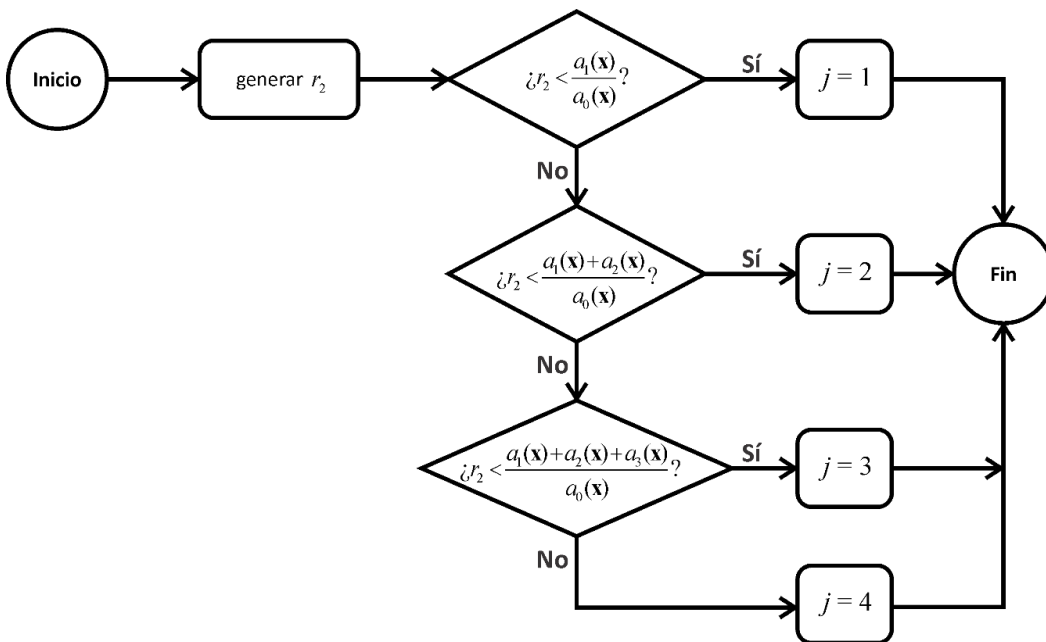 Inicio
generar r₂
¿r₂ < a₁(x) / a₀(x)?
Sí
j = 1
No
¿r₂ < a₁(x) + a₂(x) / a₀(x)?
Sí
j = 2
Fin
No
¿r₂ < a₁(x) + a₂(x) + a₃(x) / a₀(x)?
Sí
j = 3
No
j = 4